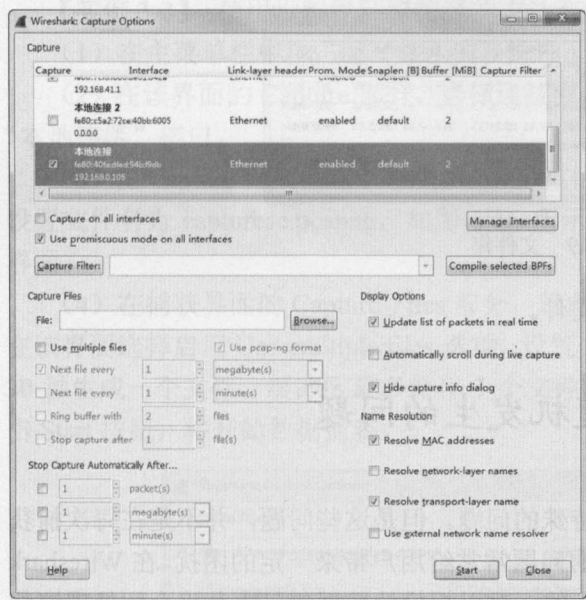 Wireshark: Capture Options
Capture
Capture Interface Link-layer header Prom. Mode Snaplen [B] Buffer [MiB] Capture Filter
192.168.41.1
本地连接 2
fe80::c5a2:72ce:40bb:6005 Ethernet enabled default 2
0.0.0.0
本地连接
Ethernet enabled default 2
192.168.0.105
Capture on all interfaces
Manage Interfaces
Use promiscuous mode on all interfaces
Capture Filter:
Compile selected BPFs
Capture Files
Display Options
File:
Browse...
Update list of packets in real time
Use multiple files
Use pcap-ng format
Automatically scroll during live capture
Next file every 1 megabyte(s)
Next file every 1 minute(s)
Hide capture info dialog
Ring buffer with 2 files
Name Resolution
Stop capture after 1 file(s)
Resolve MAC addresses
Stop Capture Automatically After...
Resolve network-layer names
1 packet(s)
1 megabyte(s)
Resolve transport-layer name
1 minute(s)
Use external network name resolver
Help
Start
Close